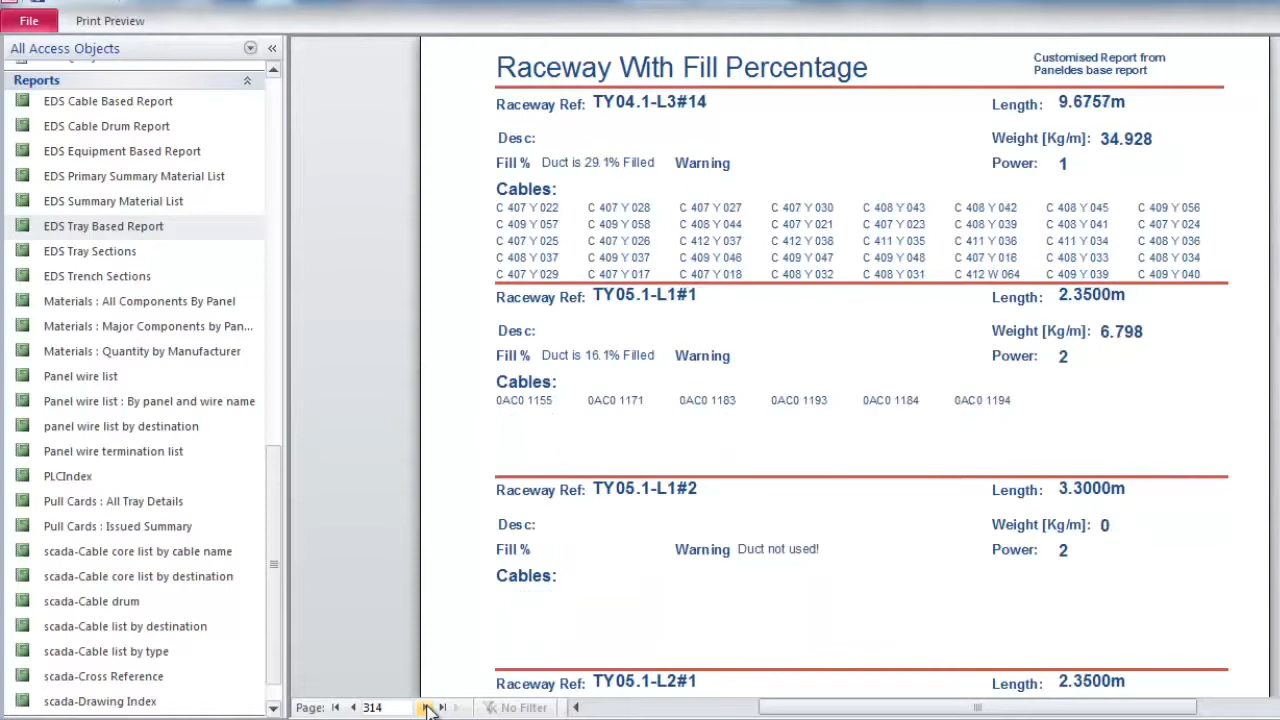 File Print Preview
All Access Objects
Reports
EDS Cable Based Report
EDS Cable Drum Report
EDS Equipment Based Report
EDS Primary Summary Material List
EDS Summary Material List
EDS Tray Based Report
EDS Tray Sections
EDS Trench Sections
Materials : All Components By Panel
Materials : Major Components by Pan...
Materials : Quantity by Manufacturer
Panel wire list
Panel wire list : By panel and wire name
panel wire list by destination
Panel wire termination list
PLCIndex
Pull Cards : All Tray Details
Pull Cards : Issued Summary
scada-Cable core list by cable name
scada-Cable core list by destination
scada-Cable drum
scada-Cable list by destination
scada-Cable list by type
scada-Cross Reference
scada-Drawing Index
Raceway With Fill Percentage
Customised Report from
Paneldes base report
Raceway Ref: TY04.1-L3#14 Length: 9.6757m
Desc: Weight [Kg/m]: 34.928
Fill % Duct is 29.1% Filled Warning Power: 1
Cables:
C 407 Y 022 C 407 Y 028 C 407 Y 027 C 407 Y 030 C 408 Y 043 C 408 Y 042 C 408 Y 045 C 409 Y 056
C 409 Y 057 C 409 Y 058 C 408 Y 044 C 407 Y 021 C 407 Y 023 C 408 Y 039 C 408 Y 041 C 407 Y 024
C 407 Y 025 C 407 Y 026 C 412 Y 037 C 412 Y 038 C 411 Y 035 C 411 Y 036 C 411 Y 034 C 408 Y 036
C 408 Y 037 C 409 Y 037 C 409 Y 046 C 409 Y 047 C 409 Y 048 C 407 Y 016 C 408 Y 033 C 408 Y 034
C 407 Y 029 C 407 Y 017 C 407 Y 018 C 408 Y 032 C 408 Y 031 C 412 W 064 C 409 Y 039 C 409 Y 040
Raceway Ref: TY05.1-L1#1 Length: 2.3500m
Desc: Weight [Kg/m]: 6.798
Fill % Duct is 16.1% Filled Warning Power: 2
Cables:
0AC0 1155 0AC0 1171 0AC0 1183 0AC0 1193 0AC0 1184 0AC0 1194
Raceway Ref: TY05.1-L1#2 Length: 3.3000m
Desc: Weight [Kg/m]: 0
Fill % Warning Duct not used! Power: 2
Cables:
Raceway Ref: TY05.1-L2#1 Length: 2.3500m
Page: 314 No Filter